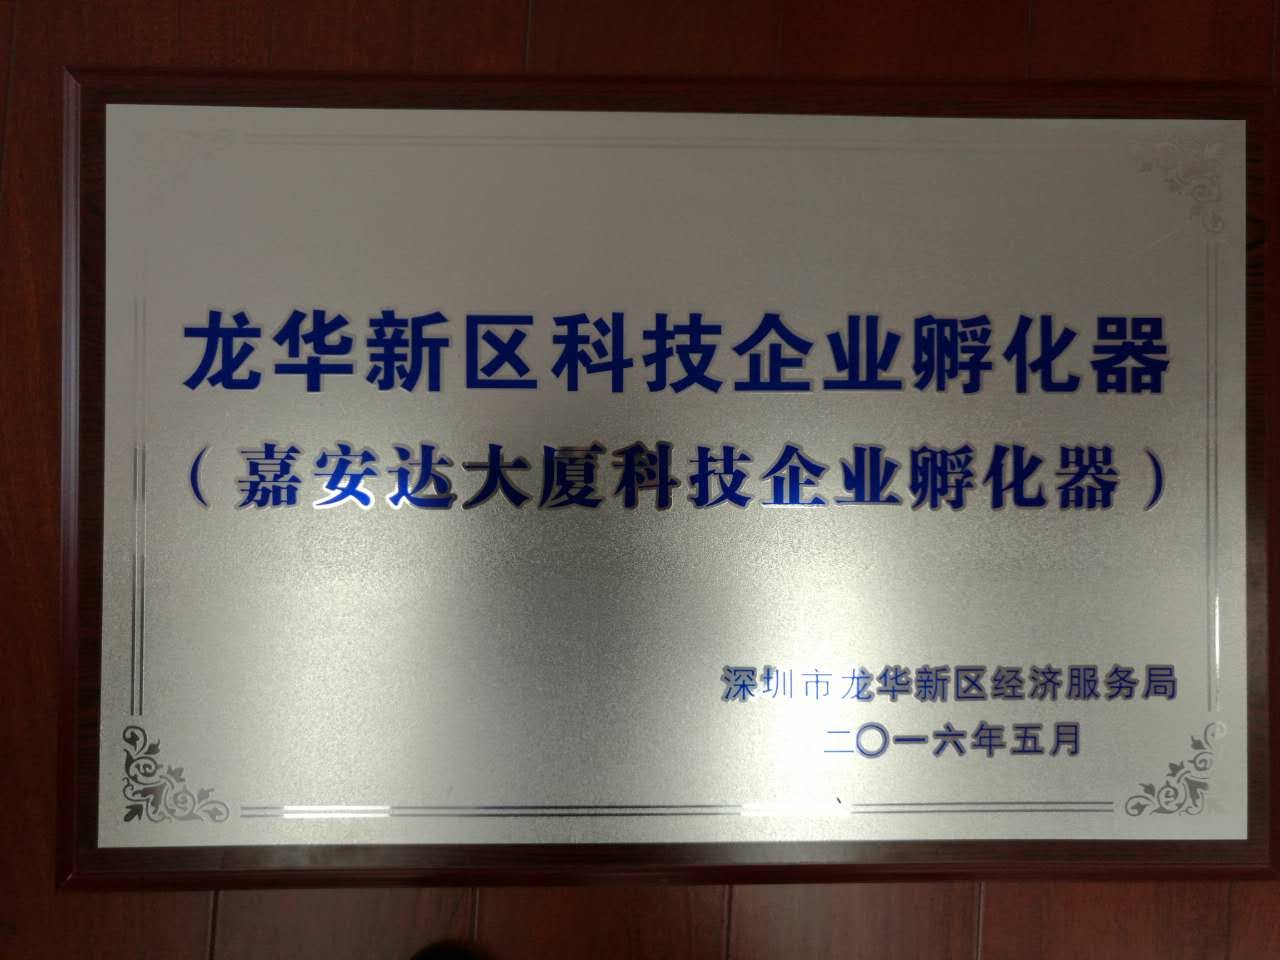 龙华新区科技企业孵化器
（嘉安达大厦科技企业孵化器）
深圳市龙华新区经济服务局
二〇一六年五月